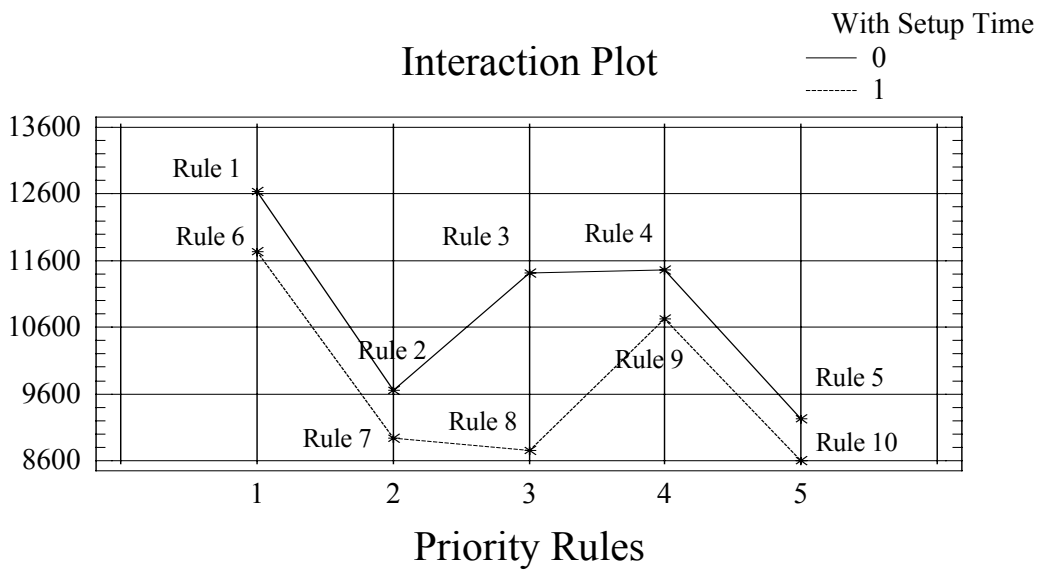 With Setup Time
0
1
Interaction Plot
13600
12600
11600
10600
9600
8600
Rule 1
Rule 6
Rule 3
Rule 4
Rule 2
Rule 9
Rule 5
Rule 7
Rule 8
Rule 10
1 2 3 4 5
Priority Rules